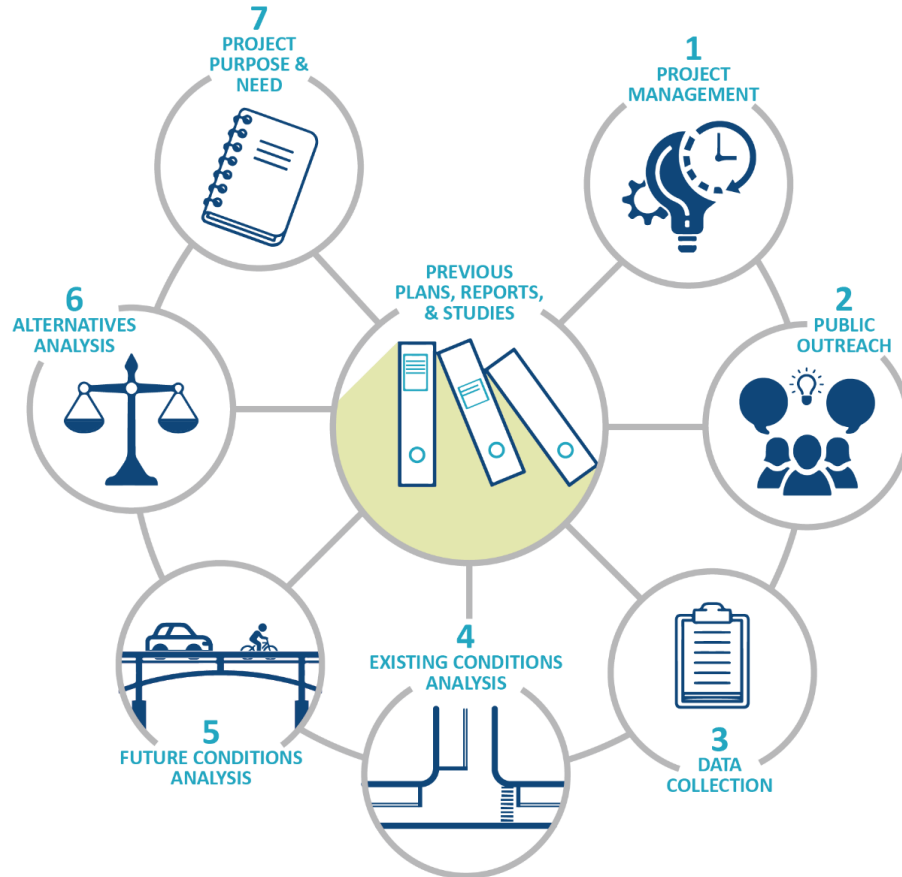 7
PROJECT
PURPOSE &
NEED
1
PROJECT
MANAGEMENT
PREVIOUS
PLANS, REPORTS,
& STUDIES
6
ALTERNATIVES
ANALYSIS
2
PUBLIC
OUTREACH
5
FUTURE CONDITIONS
ANALYSIS
4
EXISTING CONDITIONS
ANALYSIS
3
DATA
COLLECTION